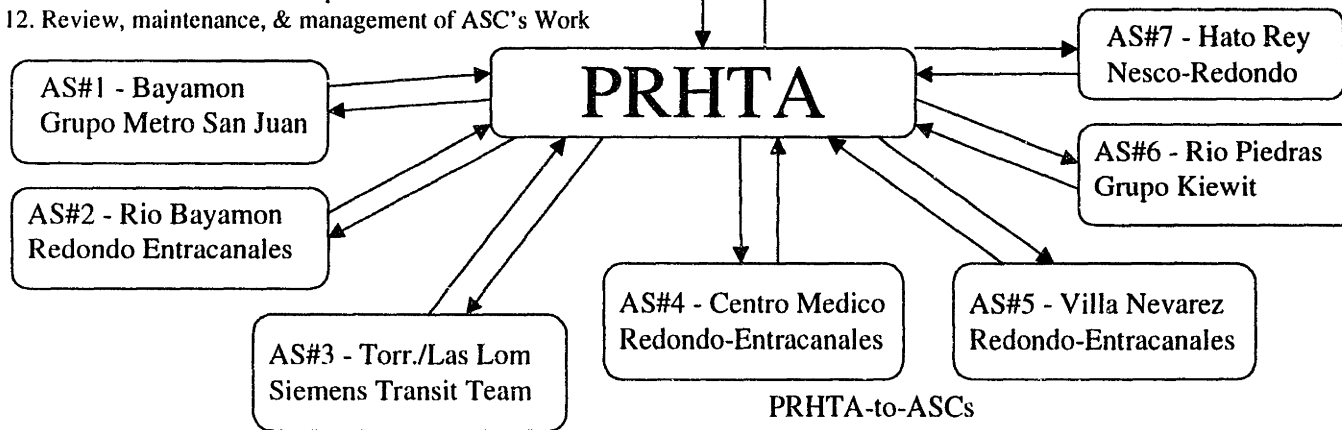 12. Review, maintenance, & management of ASC's Work
PRHTA
AS#7 - Hato Rey
Nesco-Redondo
AS#1 - Bayamon
Grupo Metro San Juan
AS#6 - Rio Piedras
Grupo Kiewit
AS#2 - Rio Bayamon
Redondo Entracanales
AS#4 - Centro Medico
Redondo-Entracanales
AS#5 - Villa Nevarez
Redondo-Entracanales
AS#3 - Torr./Las Lom
Siemens Transit Team
PRHTA-to-ASCs